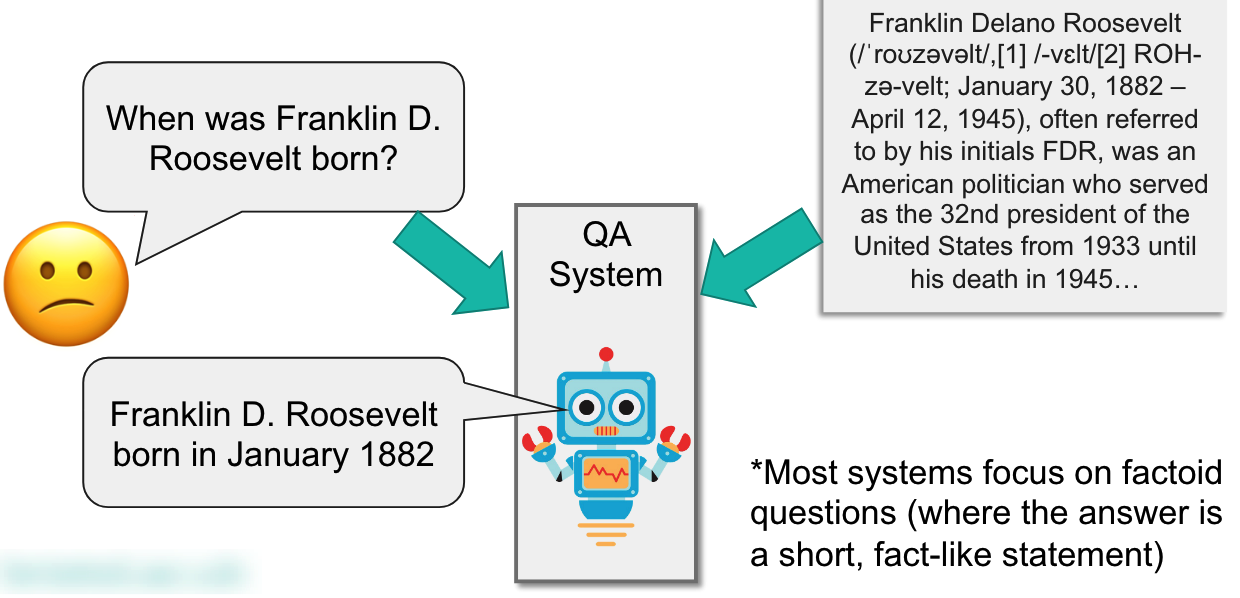 When was Franklin D.
Roosevelt born?
Franklin Delano Roosevelt
(/ˈroʊzəvəlt/,[1] /-vɛlt/[2] ROH-
zə-velt; January 30, 1882 –
April 12, 1945), often referred
to by his initials FDR, was an
American politician who served
as the 32nd president of the
United States from 1933 until
his death in 1945…
QA
System
Franklin D. Roosevelt
born in January 1882
*Most systems focus on factoid
questions (where the answer is
a short, fact-like statement)